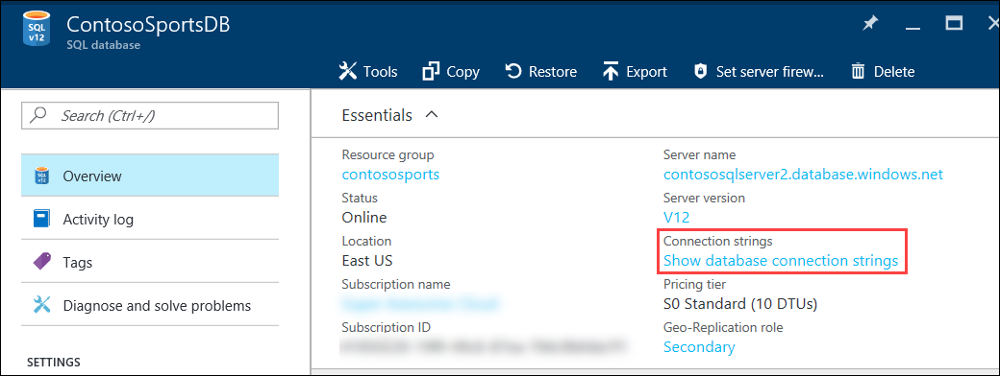 SQL
v12
ContosoSportsDB
SQL database
Tools
Copy
Restore
Export
Set server firew...
Delete
Search (Ctrl+/)
Overview
Activity log
Tags
Diagnose and solve problems
SETTINGS
Essentials
Resource group
contososports
Server name
contososqlserver2.database.windows.net
Status
Online
Server version
V12
Location
East US
Connection strings
Show database connection strings
Subscription name
Pricing tier
S0 Standard (10 DTUs)
Subscription ID
Geo-Replication role
Secondary